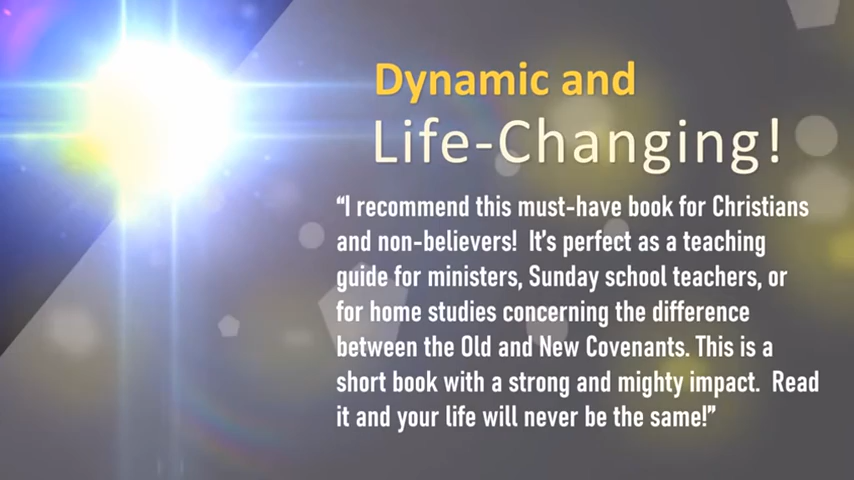 Dynamic and
Life-Changing!
“I recommend this must-have book for Christians
and non-believers!  It’s perfect as a teaching
guide for ministers, Sunday school teachers, or
for home studies concerning the difference
between the Old and New Covenants. This is a
short book with a strong and mighty impact.  Read
it and your life will never be the same!”